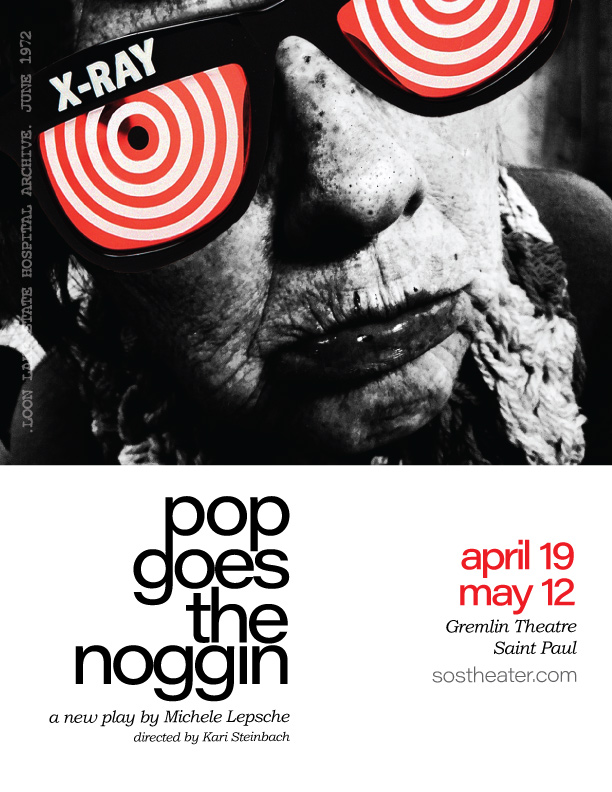 .LOON LAKE STATE HOSPITAL ARCHIVE. JUNE 1972
X-RAY
pop
goes
the
noggin
a new play by Michele Lepsche
directed by Kari Steinbach
april 19
may 12
Gremlin Theatre
Saint Paul
sostheater.com